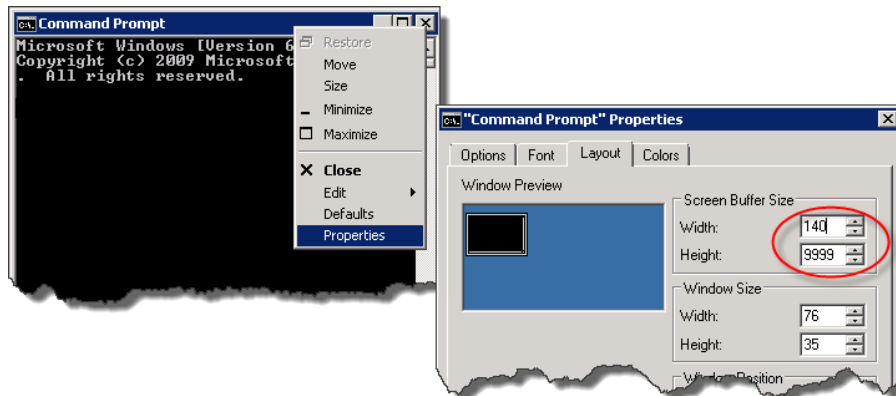 Command Prompt
Microsoft Windows [Version 6
Copyright (c) 2009 Microsoft
. All rights reserved.
Restore
Move
Size
Minimize
Maximize
Close
Edit
Defaults
Properties
"Command Prompt" Properties
Options Font Layout Colors
Window Preview
Screen Buffer Size
Width: 140
Height: 9999
Window Size
Width: 76
Height: 35
Window Position